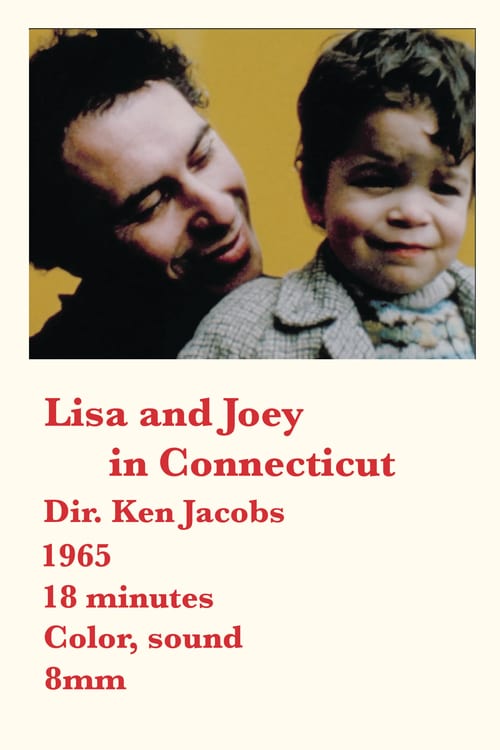 Lisa and Joey
in Connecticut
Dir. Ken Jacobs
1965
18 minutes
Color, sound
8mm